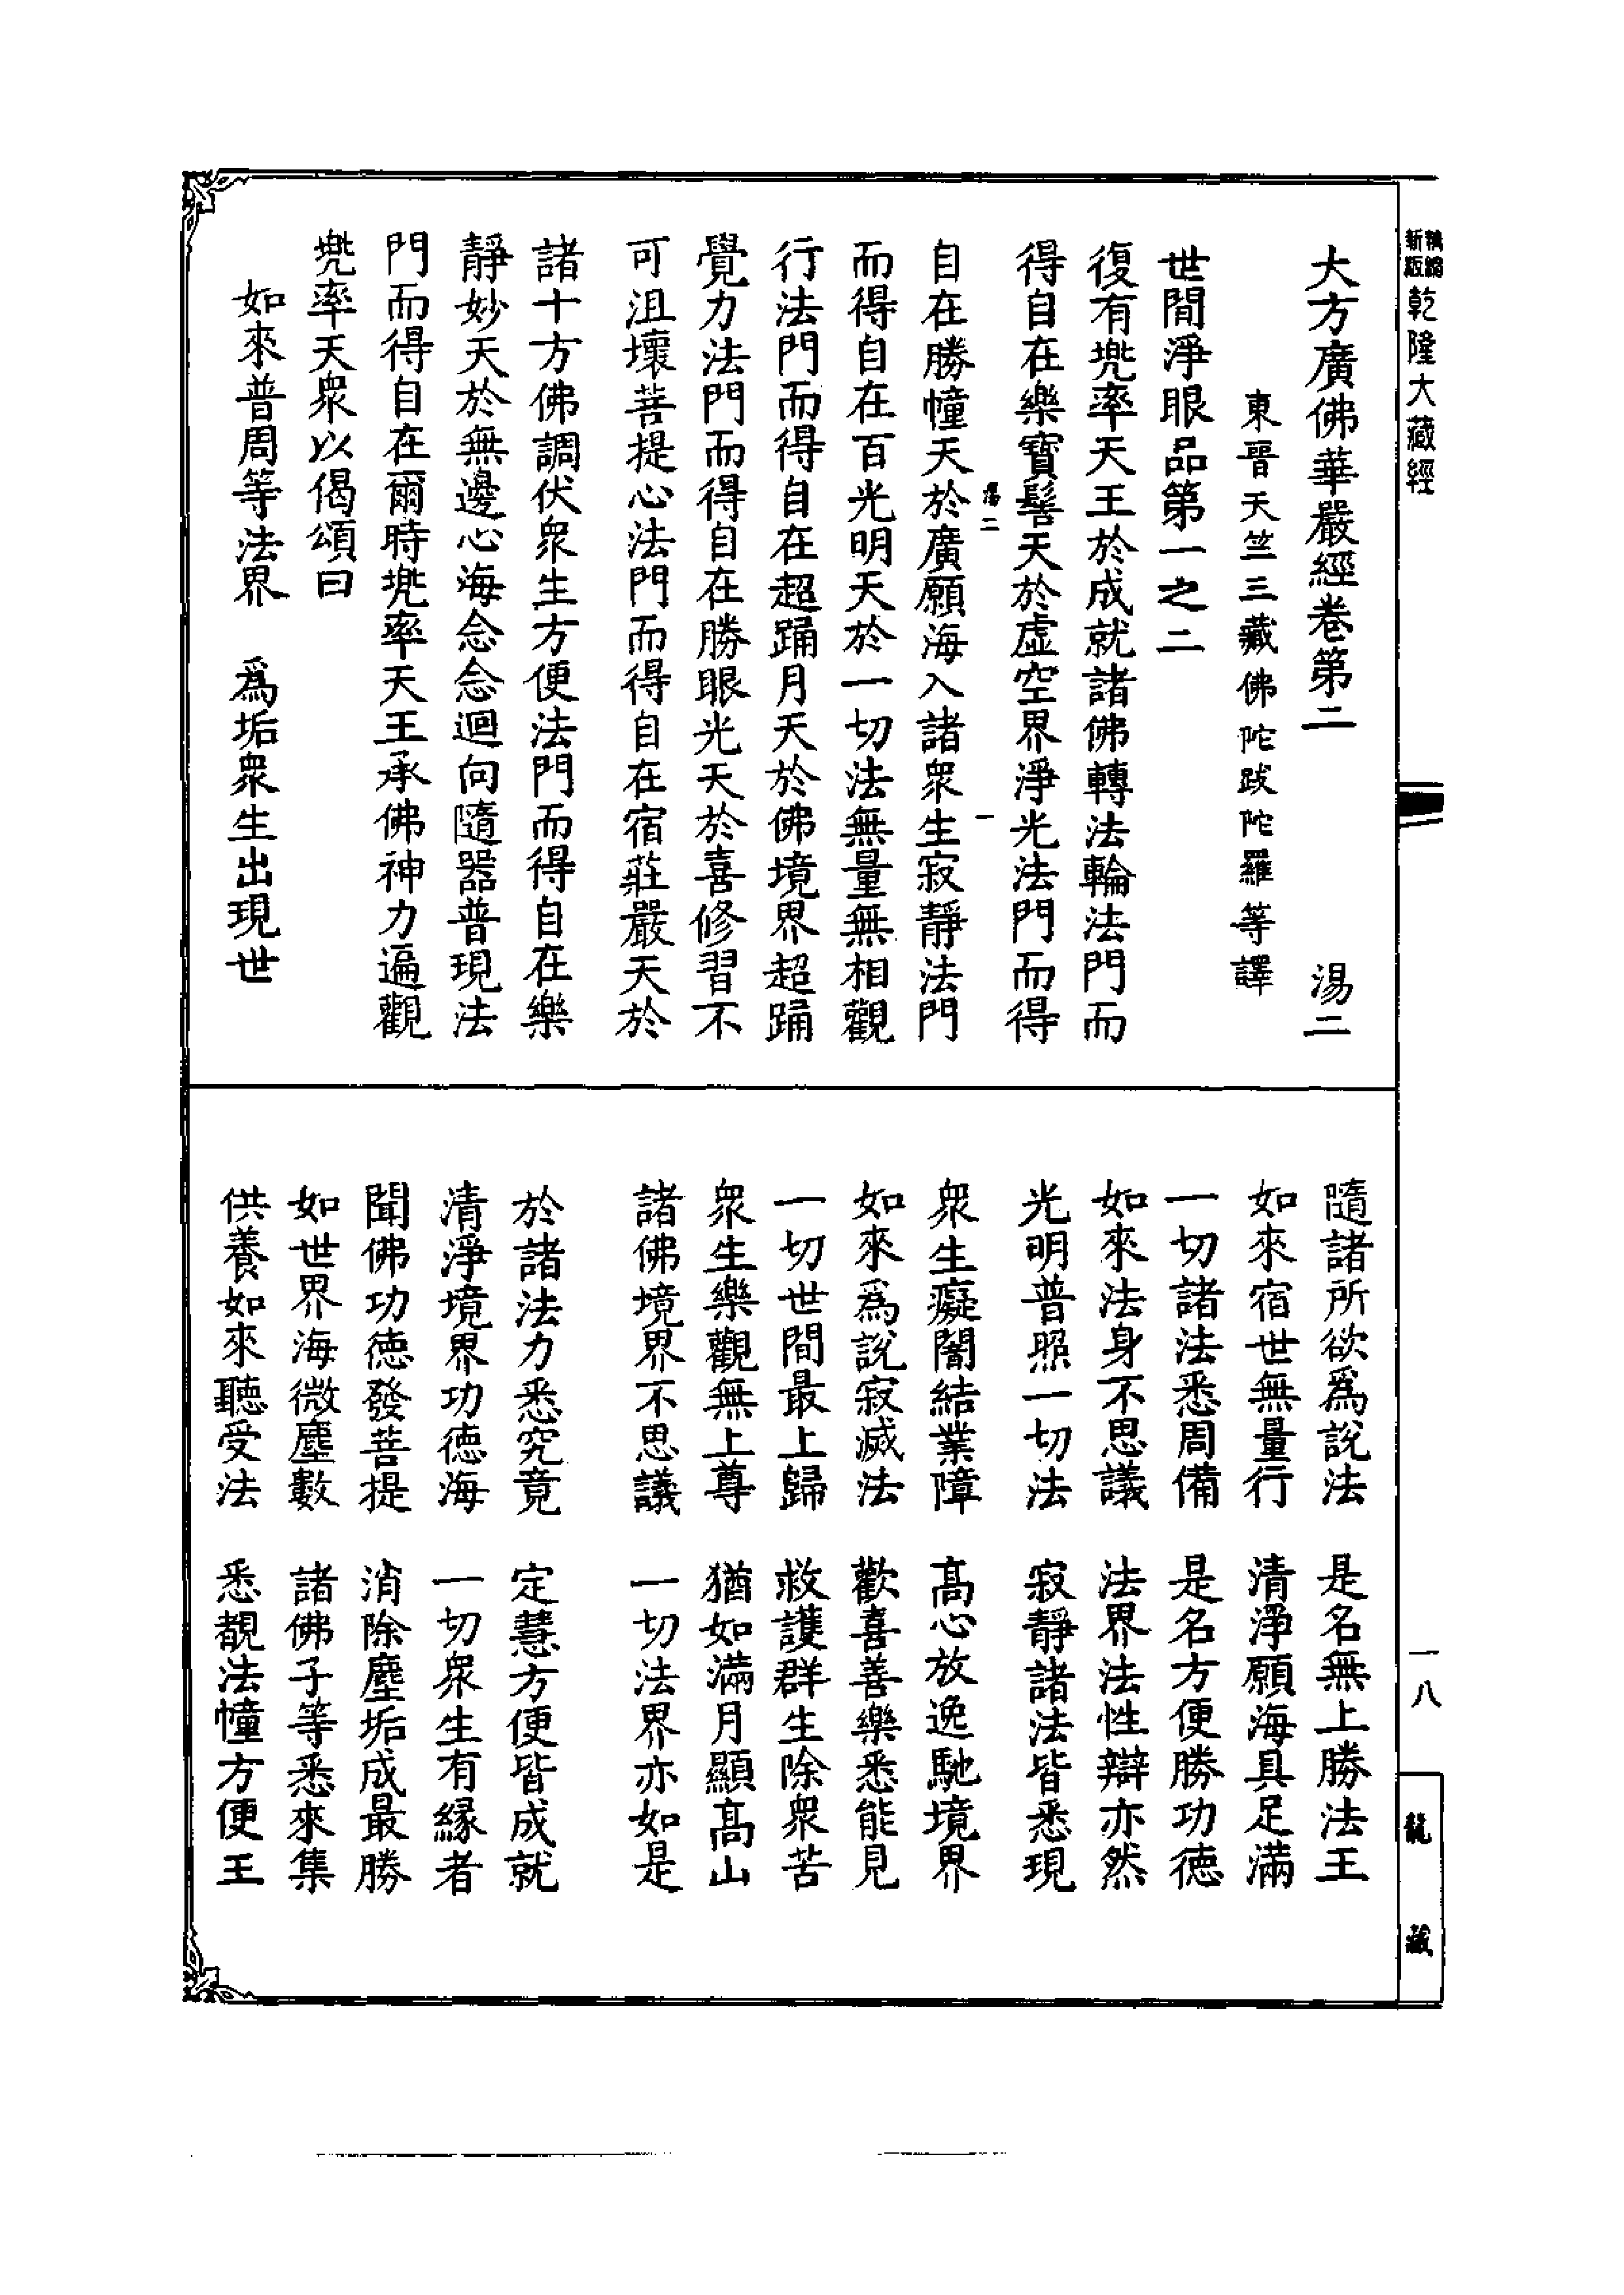 新版精縮乾隆大藏經
一八
龍藏
大方廣佛華嚴經卷第二 湯二
東晉天竺三藏佛陀跋陀羅等譯
世間淨眼品第一之二
復有兠率天王於成就諸佛轉法輪法門而
得自在樂寶髻天於虛空界淨光法門而得
湯二 一
自在勝幢天於廣願海入諸衆生寂靜法門
而得自在百光明天於一切法無量無相觀
行法門而得自在超踊月天於佛境界超踊
覺力法門而得自在勝眼光天於喜修習不
可沮壞菩提心法門而得自在宿莊嚴天於
諸十方佛調伏衆生方便法門而得自在樂
靜妙天於無邊心海念念迴向隨器普現法
門而得自在爾時兠率天王承佛神力遍觀
兠率天衆以偈頌曰
如來普周等法界 爲垢衆生出現世
隨諸所欲爲說法 是名無上勝法王
如來宿世無量行 清淨願海具足滿
一切諸法悉周備 是名方便勝功德
如來法身不思議 法界法性辯亦然
光明普照一切法 寂靜諸法皆悉現
衆生癡闇結業障 高心放逸馳境界
如來爲說寂滅法 歡喜善樂悉能見
一切世間最上歸 救護群生除衆苦
衆生樂觀無上尊 猶如滿月顯高山
諸佛境界不思議 一切法界亦如是
於諸法力悉究竟 定慧方便皆成就
清淨境界功德海 一切衆生有緣者
聞佛功德發菩提 消除塵垢成最勝
如世界海微塵數 諸佛子等悉來集
供養如來聽受法 悉覩法幢方便王